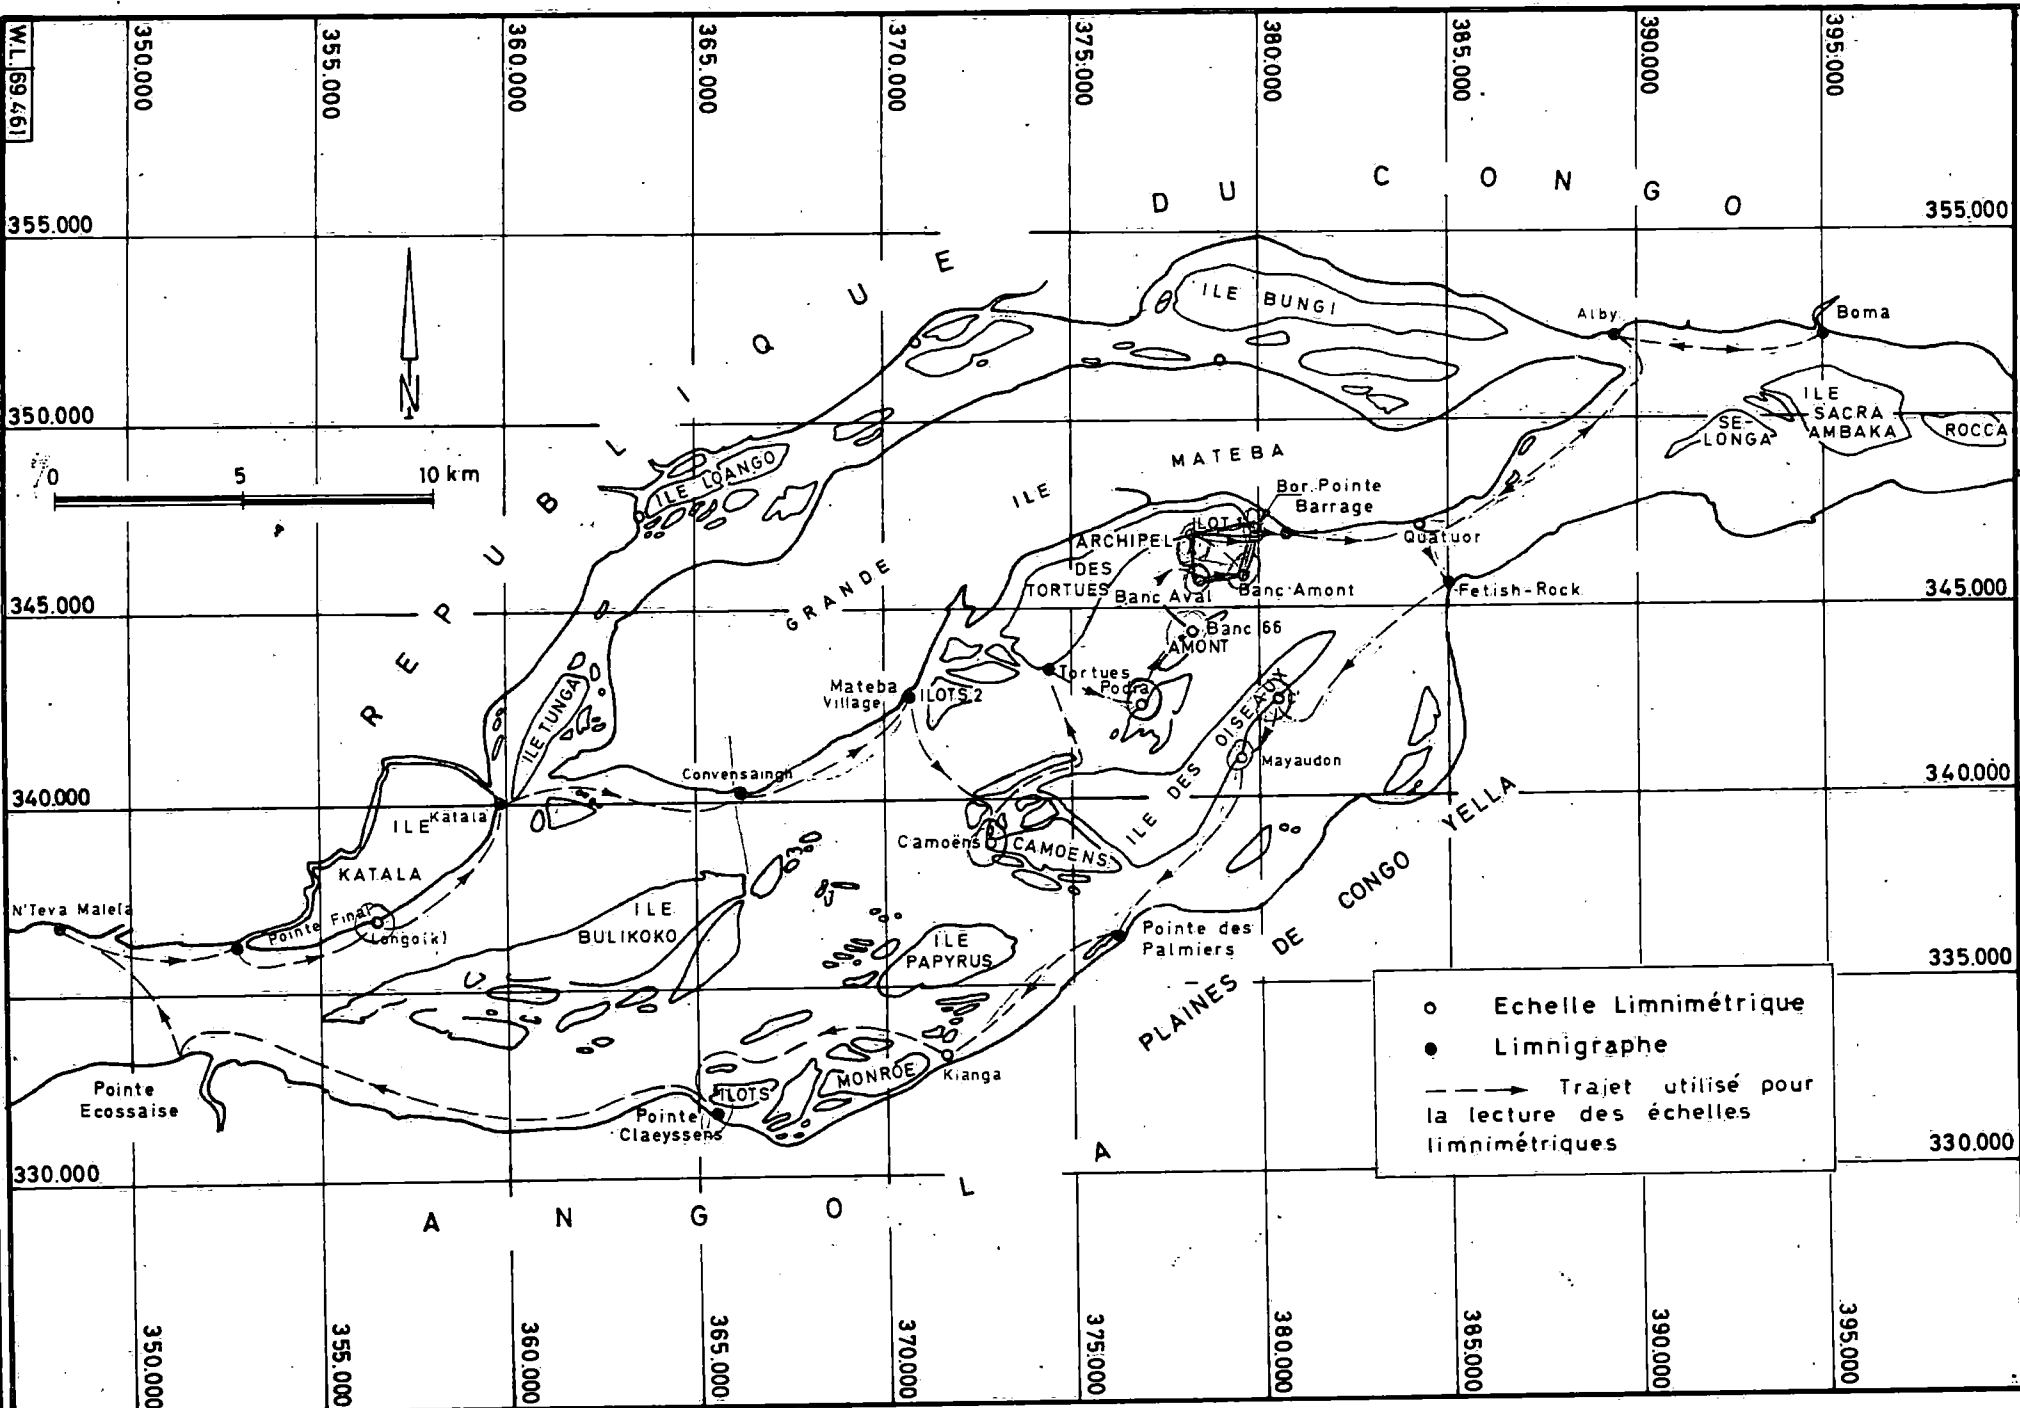 W.L.69.461
350.000
355.000
360.000
365.000
370.000
375.000
380.000
385.000
390.000
395.000
REPUBLIQUE DU CONGO
355.000
355.000
ILE BUNGI
Alby
Boma
N
350.000
ILE
SACRA
AMBAKA
SE-
LONGA
ROCCA
0 5 10 km
ILE LOANGO
GRANDE ILE MATEBA
Bor. Pointe
Barrage
ILOT 1
ARCHIPEL
DES
TORTUES
Quatuor
Banc Aval
Banc Amont
Fetish-Rock
345.000
345.000
Banc 66
AMONT
Tortues
Podra
Mateba
Village
ILOTS 2
ILE TUNGA
ILE DES OISEAUX
Mayaudon
Convensaingh
340.000
340.000
Katala
ILE
KATALA
Camoëns
CAMOENS
PLAINES DE CONGO YELLA
N'Teva Malela
Pointe Final
Longo(k)
ILE
BULIKOKO
ILE
PAPYRUS
Pointe des
Palmiers
335.000
Pointe
Ecossaise
ILOTS
MONROE
Kianga
Pointe
Claeyssens
330.000
330.000
ANGOLA
Echelle Limnimétrique
Limnigraphe
Trajet utilisé pour
la lecture des échelles
limnimétriques
350.000
355.000
360.000
365.000
370.000
375.000
380.000
385.000
390.000
395.000